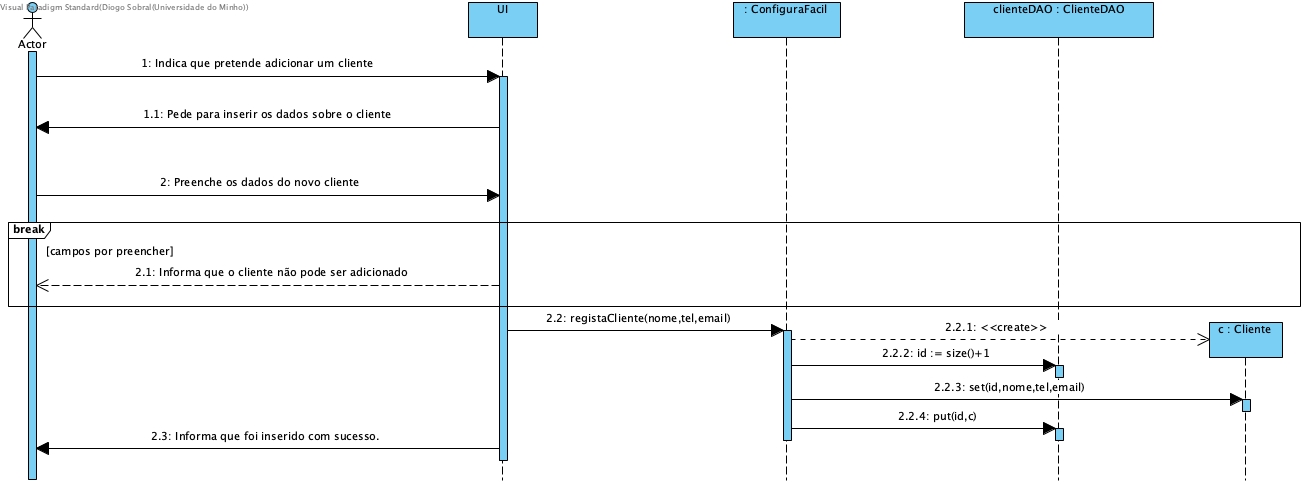 Visual Paradigm Standard(Diogo Sobral(Universidade do Minho))
UI
: ConfiguraFacil
clienteDAO : ClienteDAO
Actor
1: Indica que pretende adicionar um cliente
1.1: Pede para inserir os dados sobre o cliente
2: Preenche os dados do novo cliente
break
[campos por preencher]
2.1: Informa que o cliente não pode ser adicionado
2.2: registaCliente(nome,tel,email)
2.2.1: <<create>>
c : Cliente
2.2.2: id := size()+1
2.2.3: set(id,nome,tel,email)
2.2.4: put(id,c)
2.3: Informa que foi inserido com sucesso.